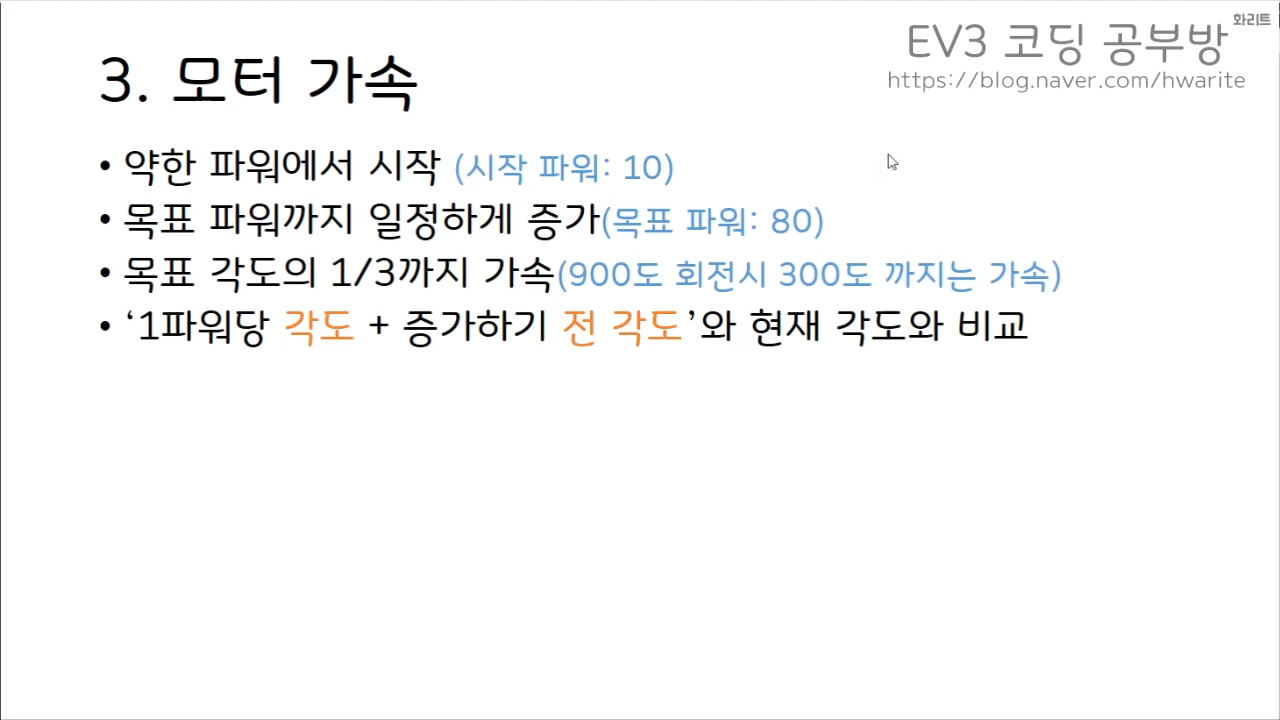 화리트
EV3 코딩 공부방
https://blog.naver.com/hwarite
3. 모터 가속
• 약한 파워에서 시작 (시작 파워: 10)
• 목표 파워까지 일정하게 증가(목표 파워: 80)
• 목표 각도의 1/3까지 가속(900도 회전시 300도 까지는 가속)
• ‘1파워당 각도 + 증가하기 전 각도’와 현재 각도와 비교